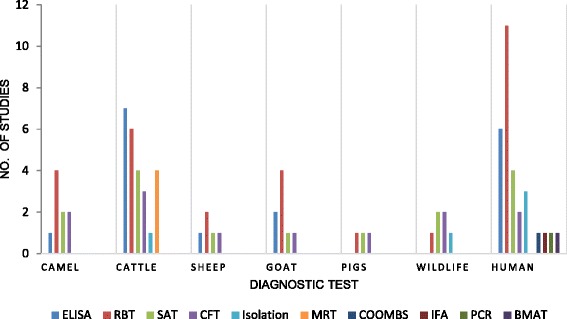 12
10
8
6
4
2
0
NO. OF STUDIES
CAMEL CATTLE SHEEP GOAT PIGS WILDLIFE HUMAN
DIAGNOSTIC TEST
ELISA RBT SAT CFT Isolation MRT COOMBS IFA PCR BMAT